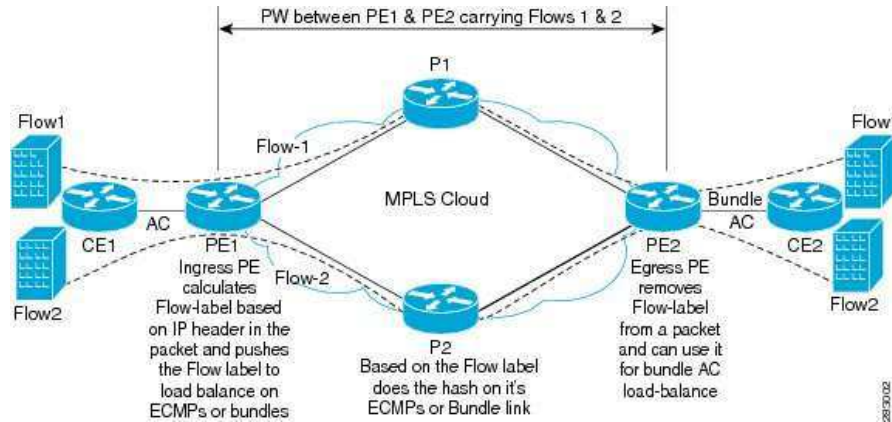 PW between PE1 & PE2 carrying Flows 1 & 2
P1
Flow1
Flow-1
Flow
MPLS Cloud
Bundle
AC
AC
CE1
PE1
PE2
CE2
Flow-2
Flow2
Flow2
Ingress PE
calculates
Flow-label based
on IP header in the
packet and pushes
the Flow label to
load balance on
ECMPs or bundles
P2
Based on the Flow label
does the hash on it's
ECMPs or Bundle link
Egress PE
removes
Flow-label
from a packet
and can use it
for bundle AC
load-balance